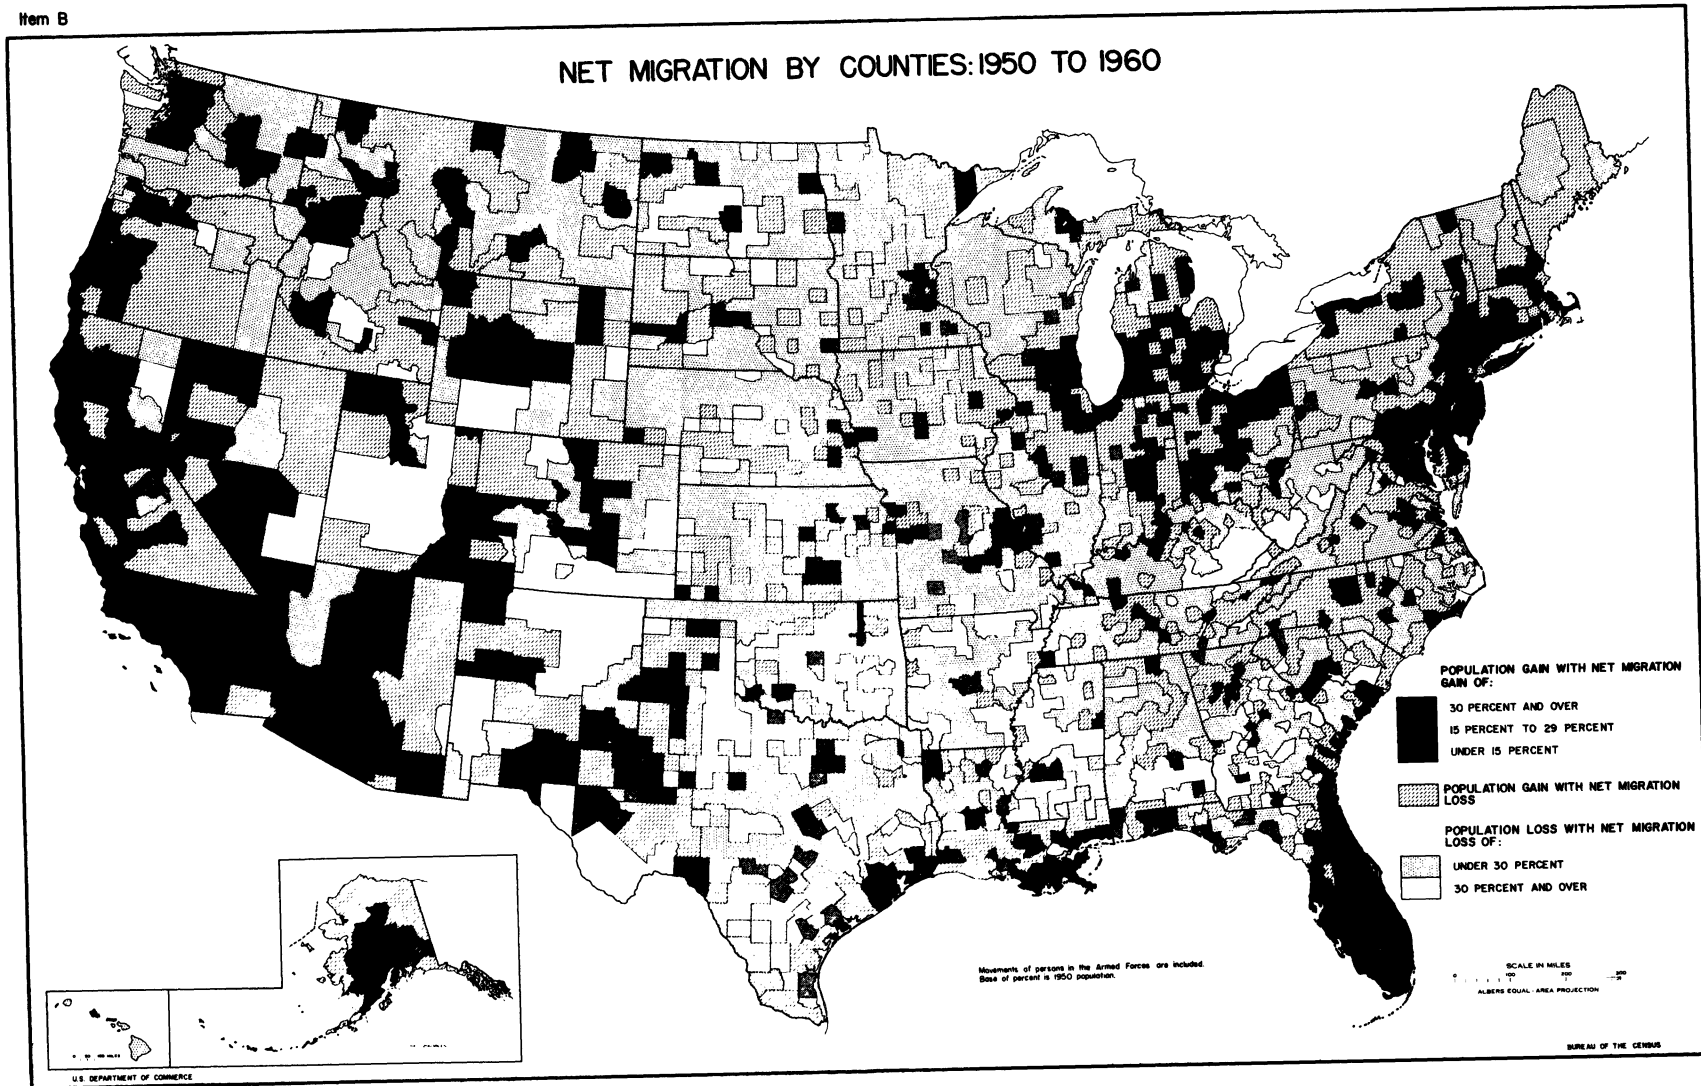 Item B
NET MIGRATION BY COUNTIES: 1950 TO 1960
POPULATION GAIN WITH NET MIGRATION
GAIN OF:
30 PERCENT AND OVER
15 PERCENT TO 29 PERCENT
UNDER 15 PERCENT
POPULATION GAIN WITH NET MIGRATION
LOSS
POPULATION LOSS WITH NET MIGRATION
LOSS OF:
UNDER 30 PERCENT
30 PERCENT AND OVER
Movements of persons in the Armed Forces are included.
Base of percent is 1950 population.
SCALE IN MILES
0 100 200
ALBERS EQUAL-AREA PROJECTION
U.S. DEPARTMENT OF COMMERCE
BUREAU OF THE CENSUS